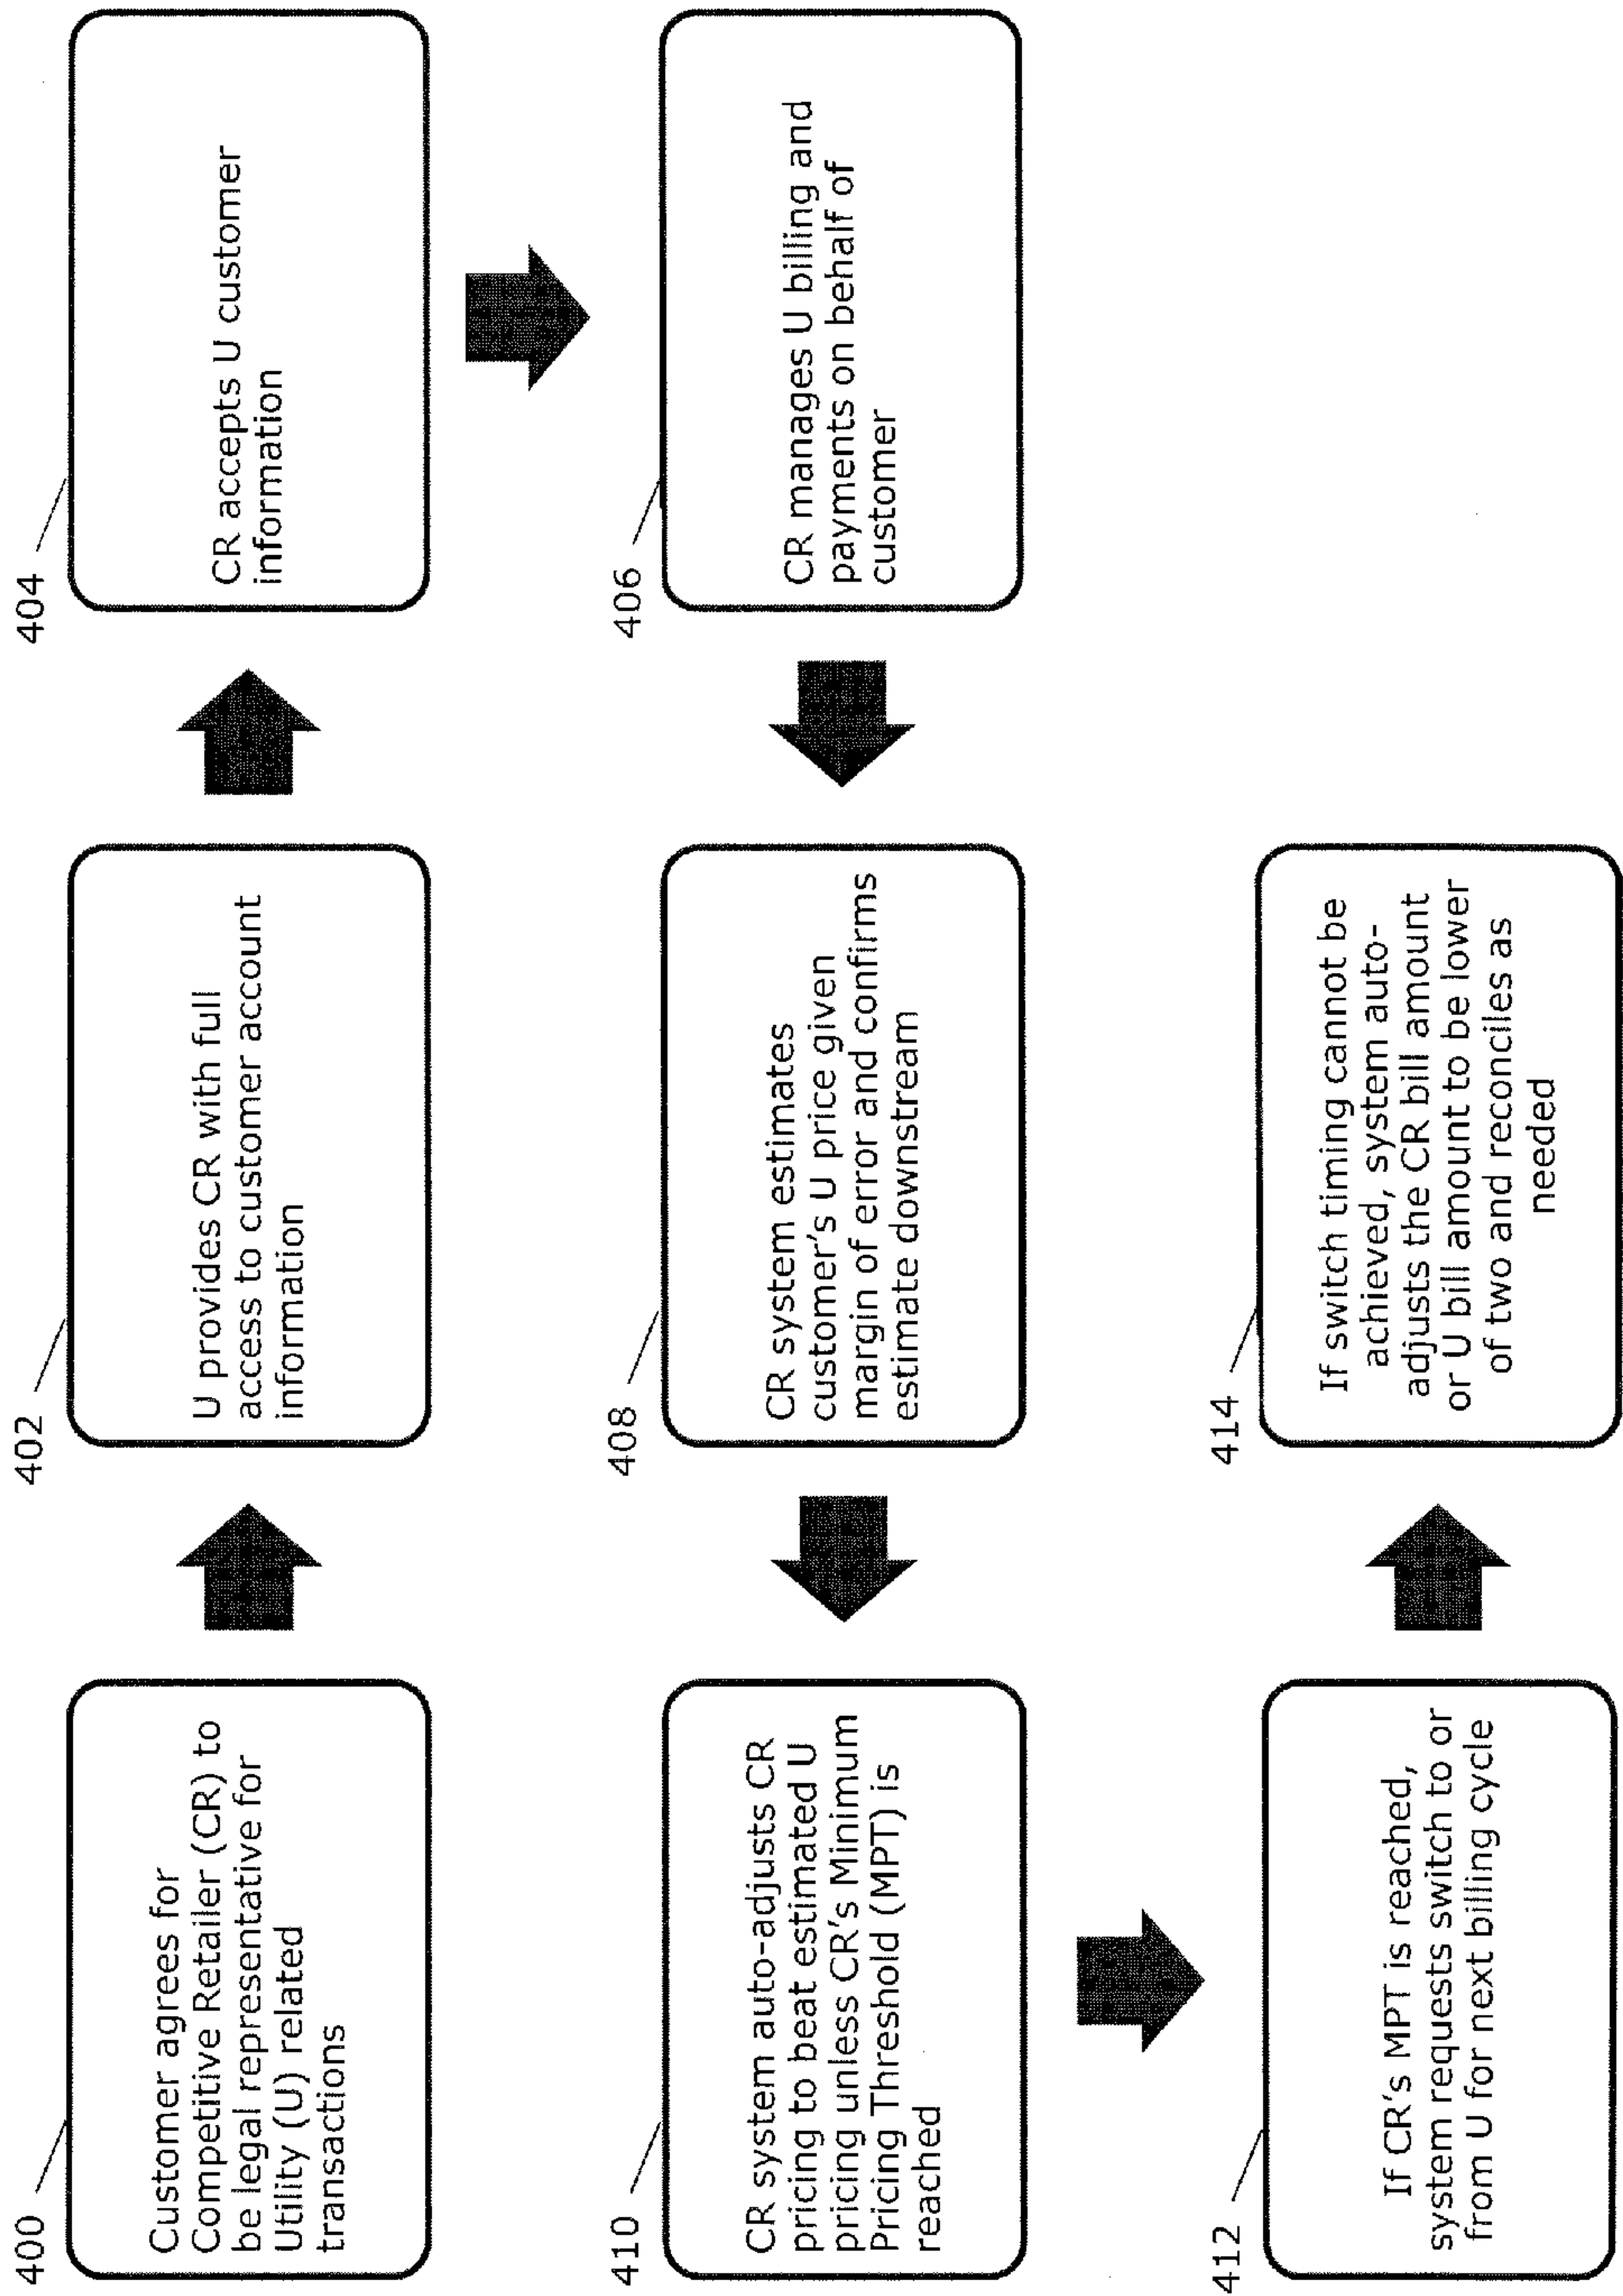 400
Customer agrees for
Competitive Retailer (CR) to
be legal representative for
Utility (U) related
transactions
402
U provides CR with full
access to customer account
information
404
CR accepts U customer
information
406
CR manages U billing and
payments on behalf of
customer
408
CR system estimates
customer's U price given
margin of error and confirms
estimate downstream
410
CR system auto-adjusts CR
pricing to beat estimated U
pricing unless CR's Minimum
Pricing Threshold (MPT) is
reached
412
If CR's MPT is reached,
system requests switch to or
from U for next billing cycle
414
If switch timing cannot be
achieved, system auto-
adjusts the CR bill amount
or U bill amount to be lower
of two and reconciles as
needed